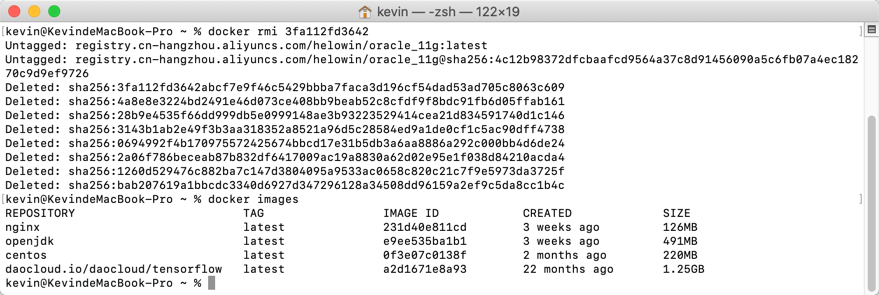 kevin — -zsh — 122×19
[kevin@KevindeMacBook-Pro ~ % docker rmi 3fa112fd3642 ]
Untagged: registry.cn-hangzhou.aliyuncs.com/helowin/oracle_11g:latest
Untagged: registry.cn-hangzhou.aliyuncs.com/helowin/oracle_11g@sha256:4c12b98372dfcbaafcd9564a37c8d91456090a5c6fb07a4ec182
70c9d9ef9726
Deleted: sha256:3fa112fd3642abcf7e9f46c5429bbba7faca3d196cf54dad53ad705c8063c609
Deleted: sha256:4a8e8e3224bd2491e46d073ce408bb9beab52c8cfdf9f8bdc91fb6d05ffab161
Deleted: sha256:28b9e4535f66dd999db5e0999148ae3b93223529414cea21d834591740d1c146
Deleted: sha256:3143b1ab2e49f3b3aa318352a8521a96d5c28584ed9a1de0cf1c5ac90dff4738
Deleted: sha256:0694992f4b170975572425674bbcd17e31b5db3a6aa8886a292c000bb4d6de24
Deleted: sha256:2a06f786beceab87b832df6417009ac19a8830a62d02e95e1f038d84210acda4
Deleted: sha256:1260d529476c882ba7c147d3804095a9533ac0658c820c21c7f9e5973da3725f
Deleted: sha256:bab207619a1bbcdc3340d6927d347296128a34508dd96159a2ef9c5da8cc1b4c
[kevin@KevindeMacBook-Pro ~ % docker images ]
REPOSITORY TAG IMAGE ID CREATED SIZE
nginx latest 231d40e811cd 3 weeks ago 126MB
openjdk latest e9ee535ba1b1 3 weeks ago 491MB
centos latest 0f3e07c0138f 2 months ago 220MB
daocloud.io/daocloud/tensorflow latest a2d1671e8a93 22 months ago 1.25GB
kevin@KevindeMacBook-Pro ~ %